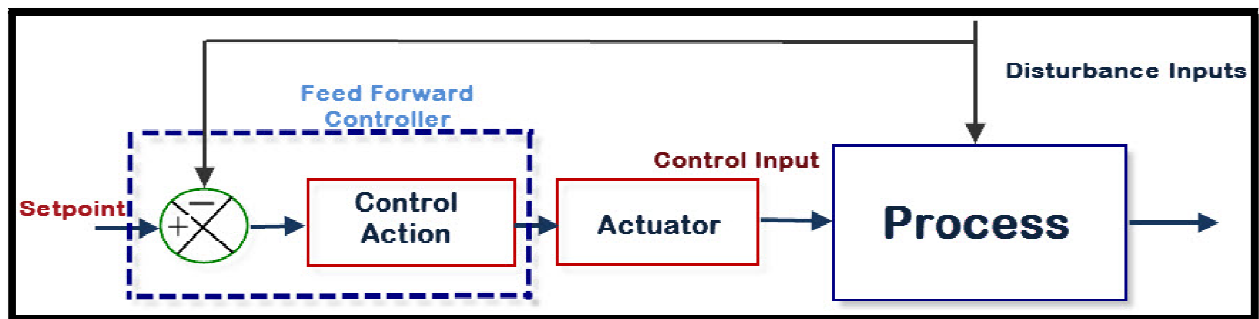 Disturbance Inputs
Feed Forward
Controller
Control Input
Setpoint
+
−
Control
Action
Actuator
Process